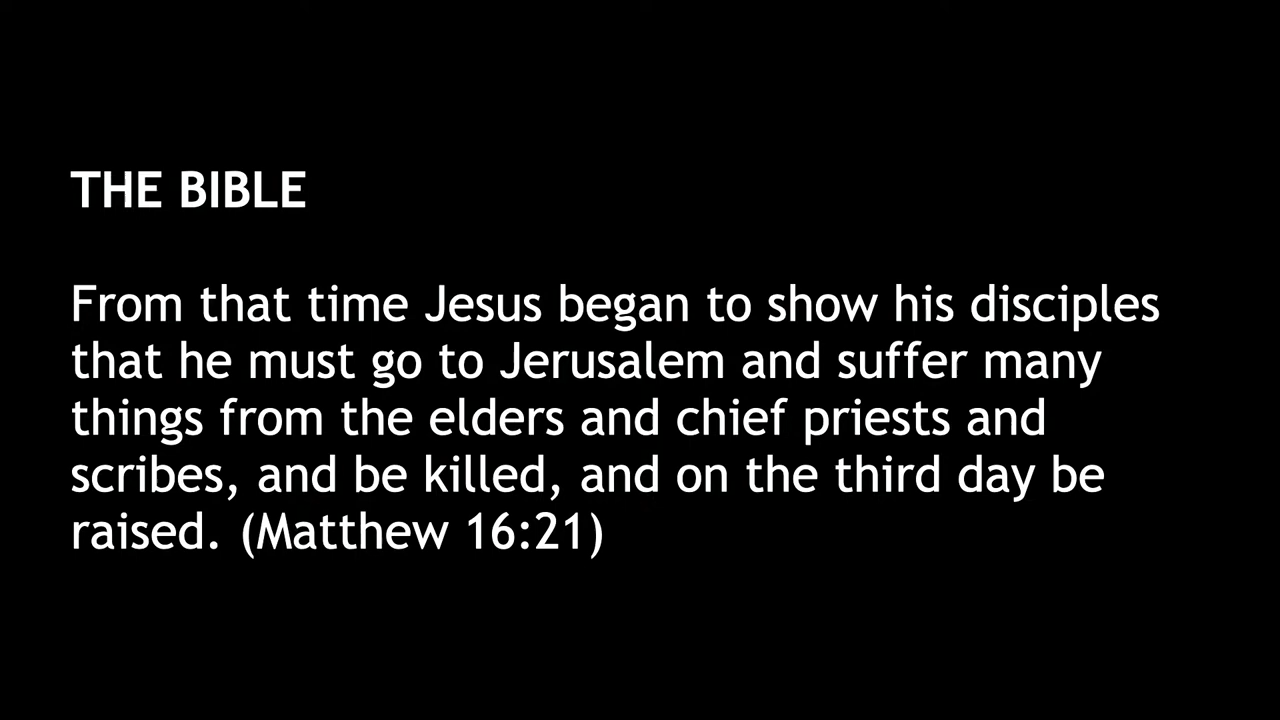 THE BIBLE
From that time Jesus began to show his disciples
that he must go to Jerusalem and suffer many
things from the elders and chief priests and
scribes, and be killed, and on the third day be
raised. (Matthew 16:21)